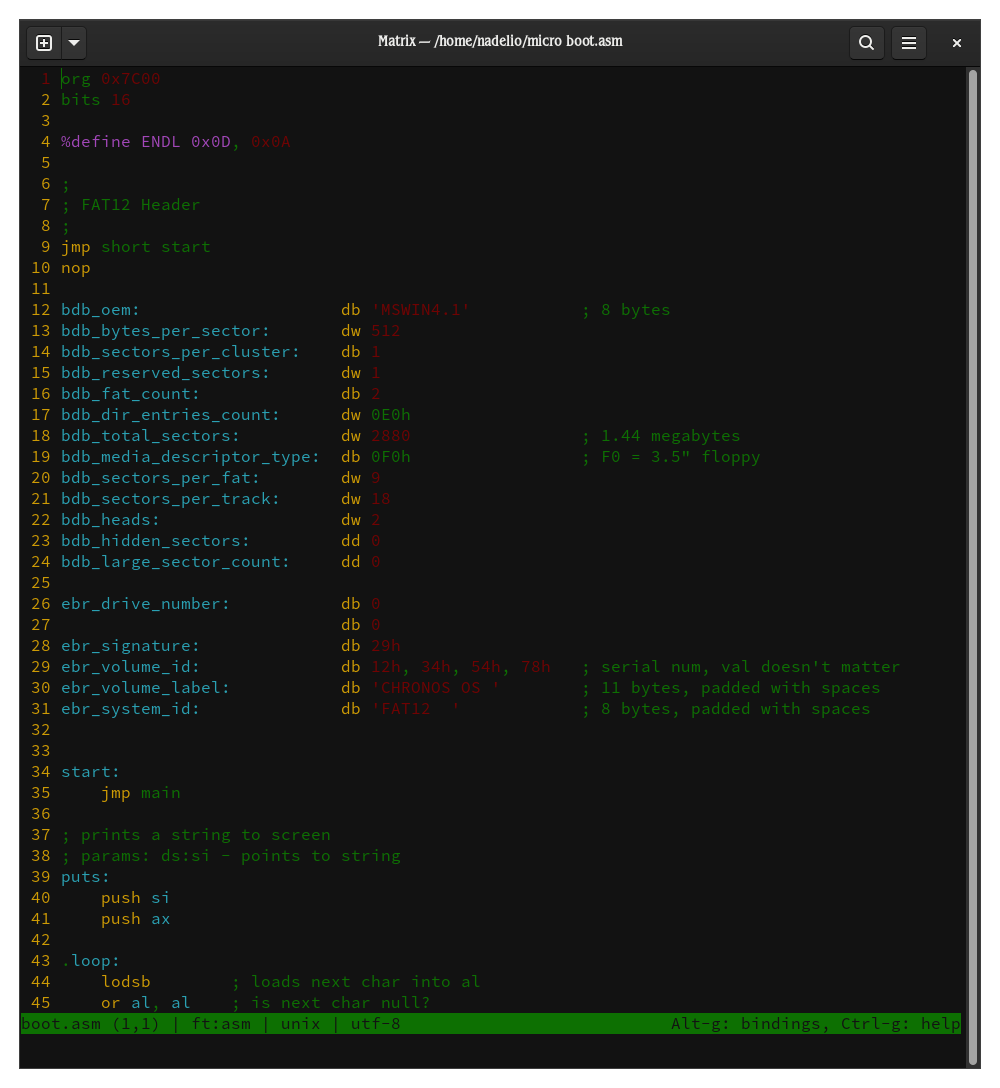 Matrix — /home/nadelio/micro boot.asm
1 org 0x7C00
2 bits 16
3
4 %define ENDL 0x0D, 0x0A
5
6 ;
7 ; FAT12 Header
8 ;
9 jmp short start
10 nop
11
12 bdb_oem:                    db 'MSWIN4.1'           ; 8 bytes
13 bdb_bytes_per_sector:       dw 512
14 bdb_sectors_per_cluster:    db 1
15 bdb_reserved_sectors:       dw 1
16 bdb_fat_count:              db 2
17 bdb_dir_entries_count:      dw 0E0h
18 bdb_total_sectors:          dw 2880                 ; 1.44 megabytes
19 bdb_media_descriptor_type:  db 0F0h                 ; F0 = 3.5" floppy
20 bdb_sectors_per_fat:        dw 9
21 bdb_sectors_per_track:      dw 18
22 bdb_heads:                  dw 2
23 bdb_hidden_sectors:         dd 0
24 bdb_large_sector_count:     dd 0
25
26 ebr_drive_number:           db 0
27                             db 0
28 ebr_signature:              db 29h
29 ebr_volume_id:              db 12h, 34h, 54h, 78h   ; serial num, val doesn't matter
30 ebr_volume_label:           db 'CHRONOS OS '        ; 11 bytes, padded with spaces
31 ebr_system_id:              db 'FAT12  '            ; 8 bytes, padded with spaces
32
33
34 start:
35     jmp main
36
37 ; prints a string to screen
38 ; params: ds:si - points to string
39 puts:
40     push si
41     push ax
42
43 .loop:
44     lodsb        ; loads next char into al
45     or al, al    ; is next char null?
boot.asm (1,1) | ft:asm | unix | utf-8                           Alt-g: bindings, Ctrl-g: help